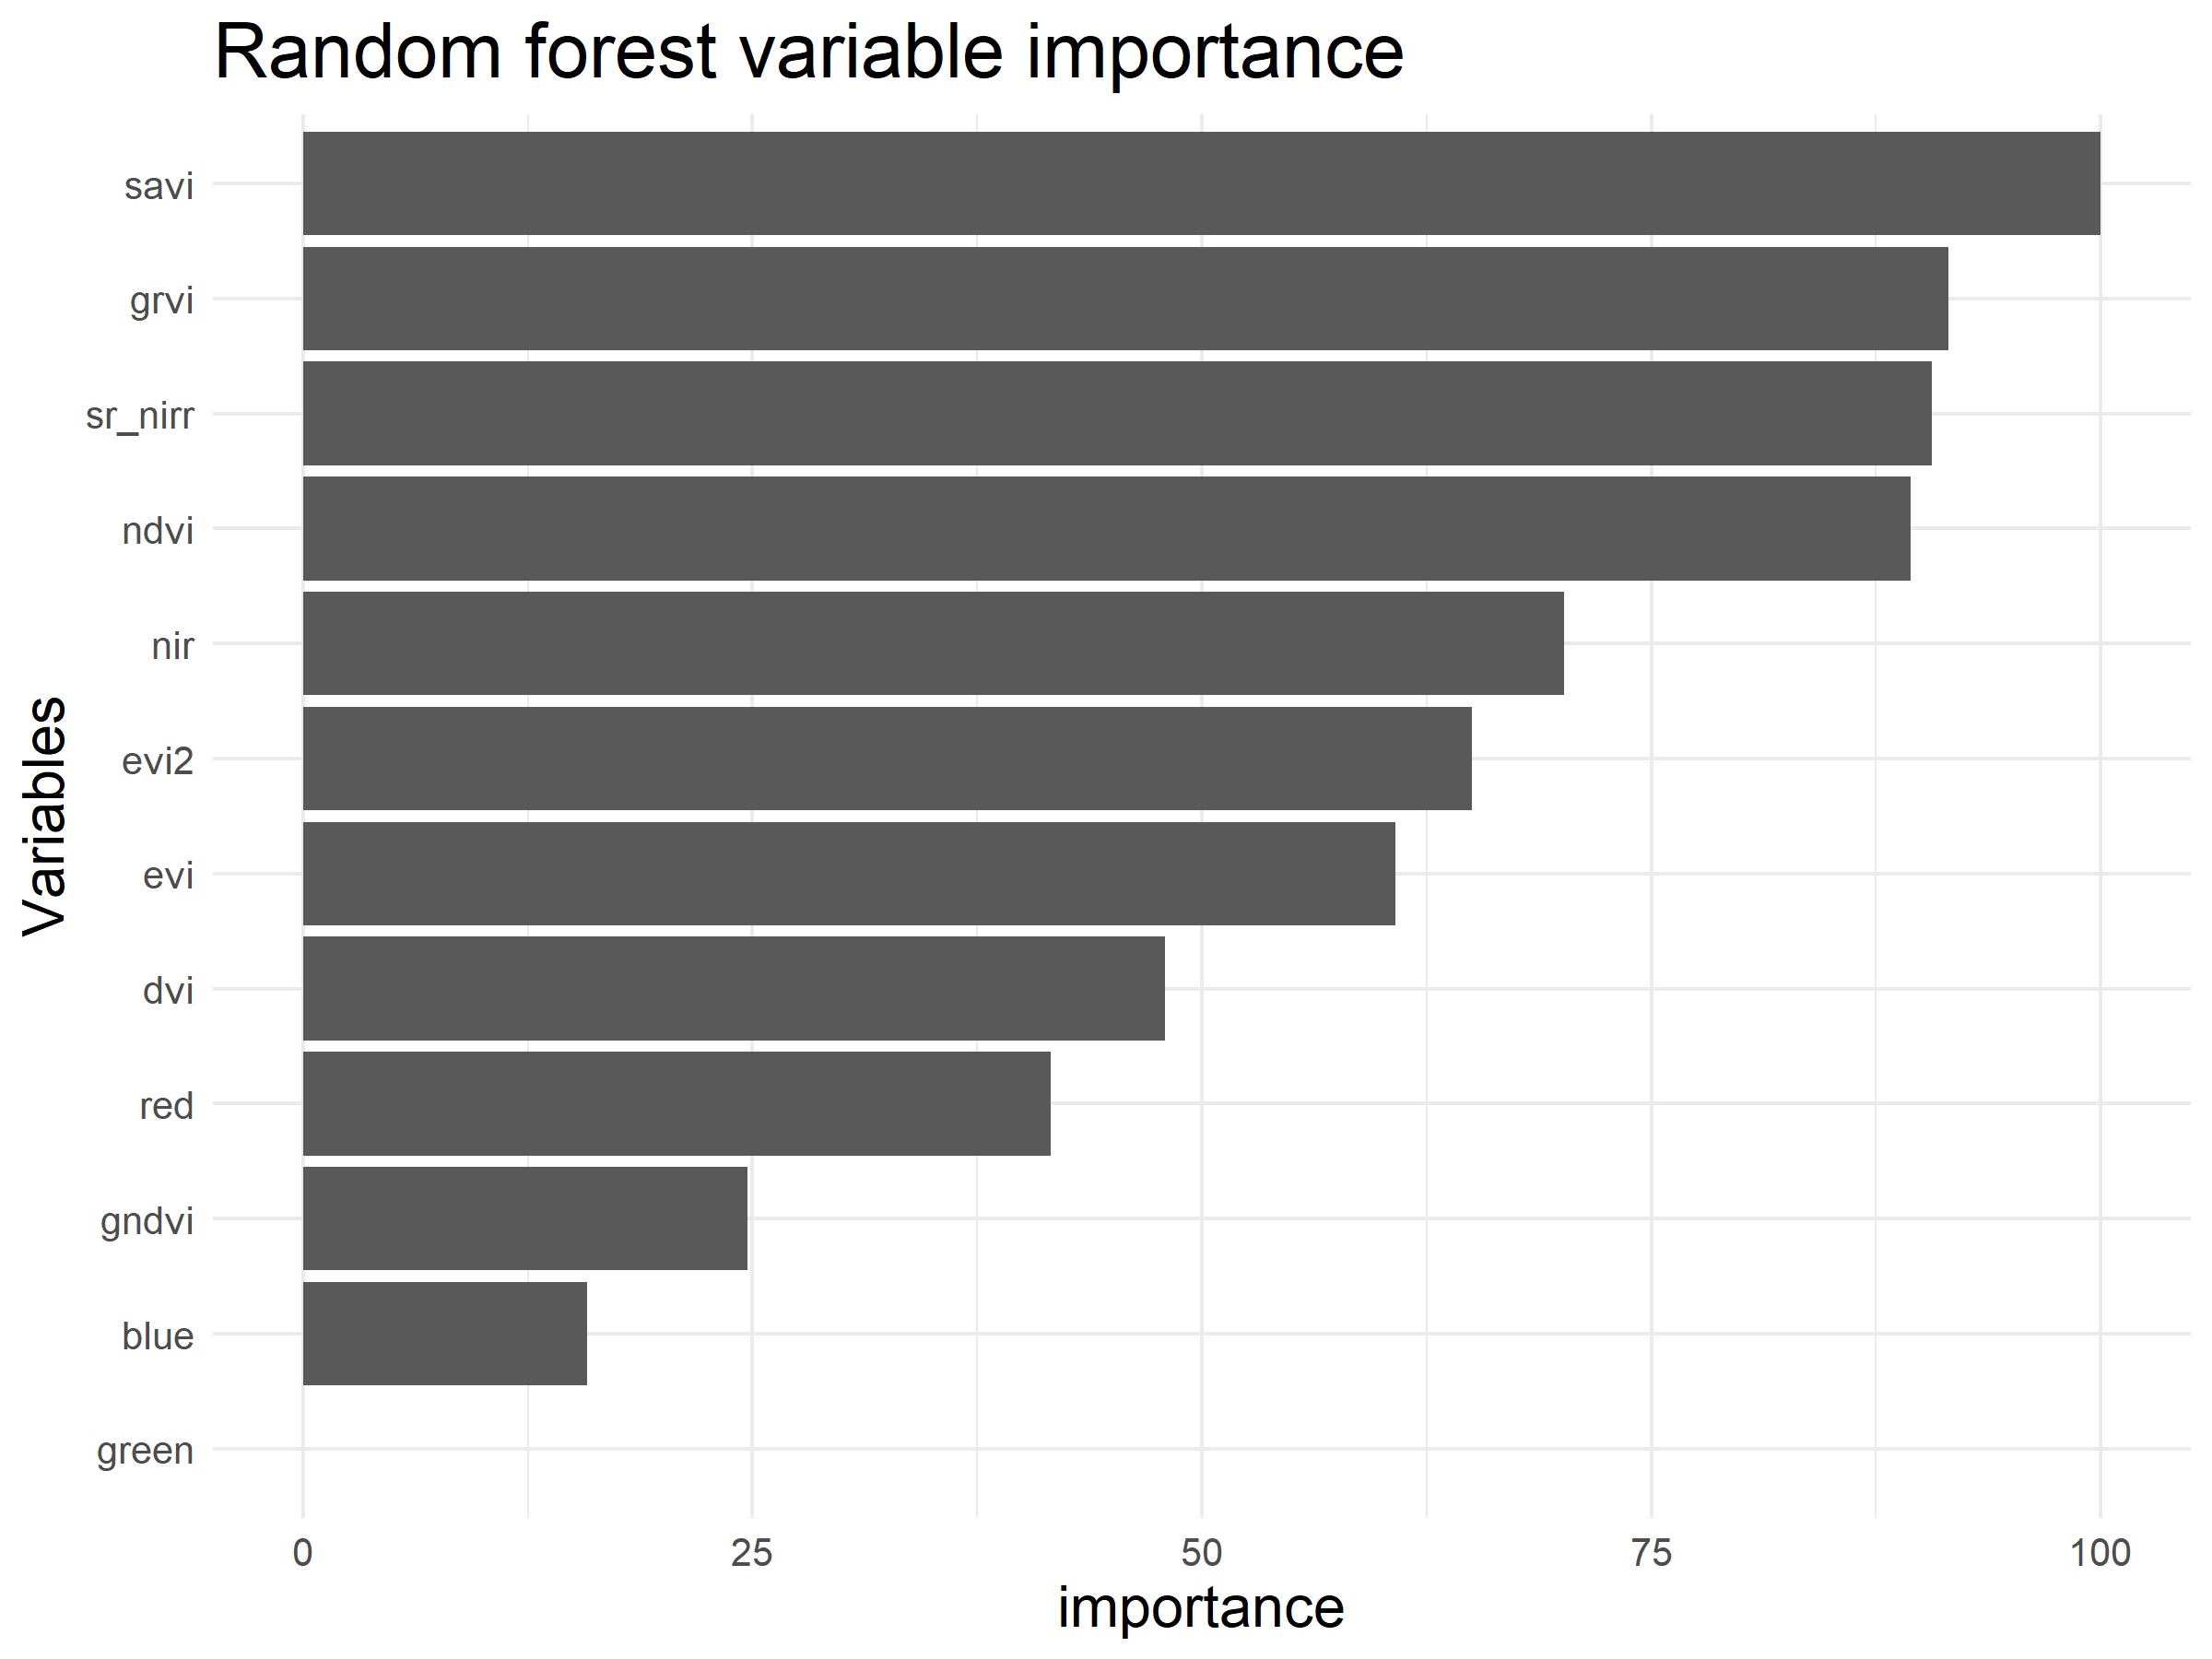 Random forest variable importance
Variables
savi
grvi
sr_nirr
ndvi
nir
evi2
evi
dvi
red
gndvi
blue
green
0 25 50 75 100
importance